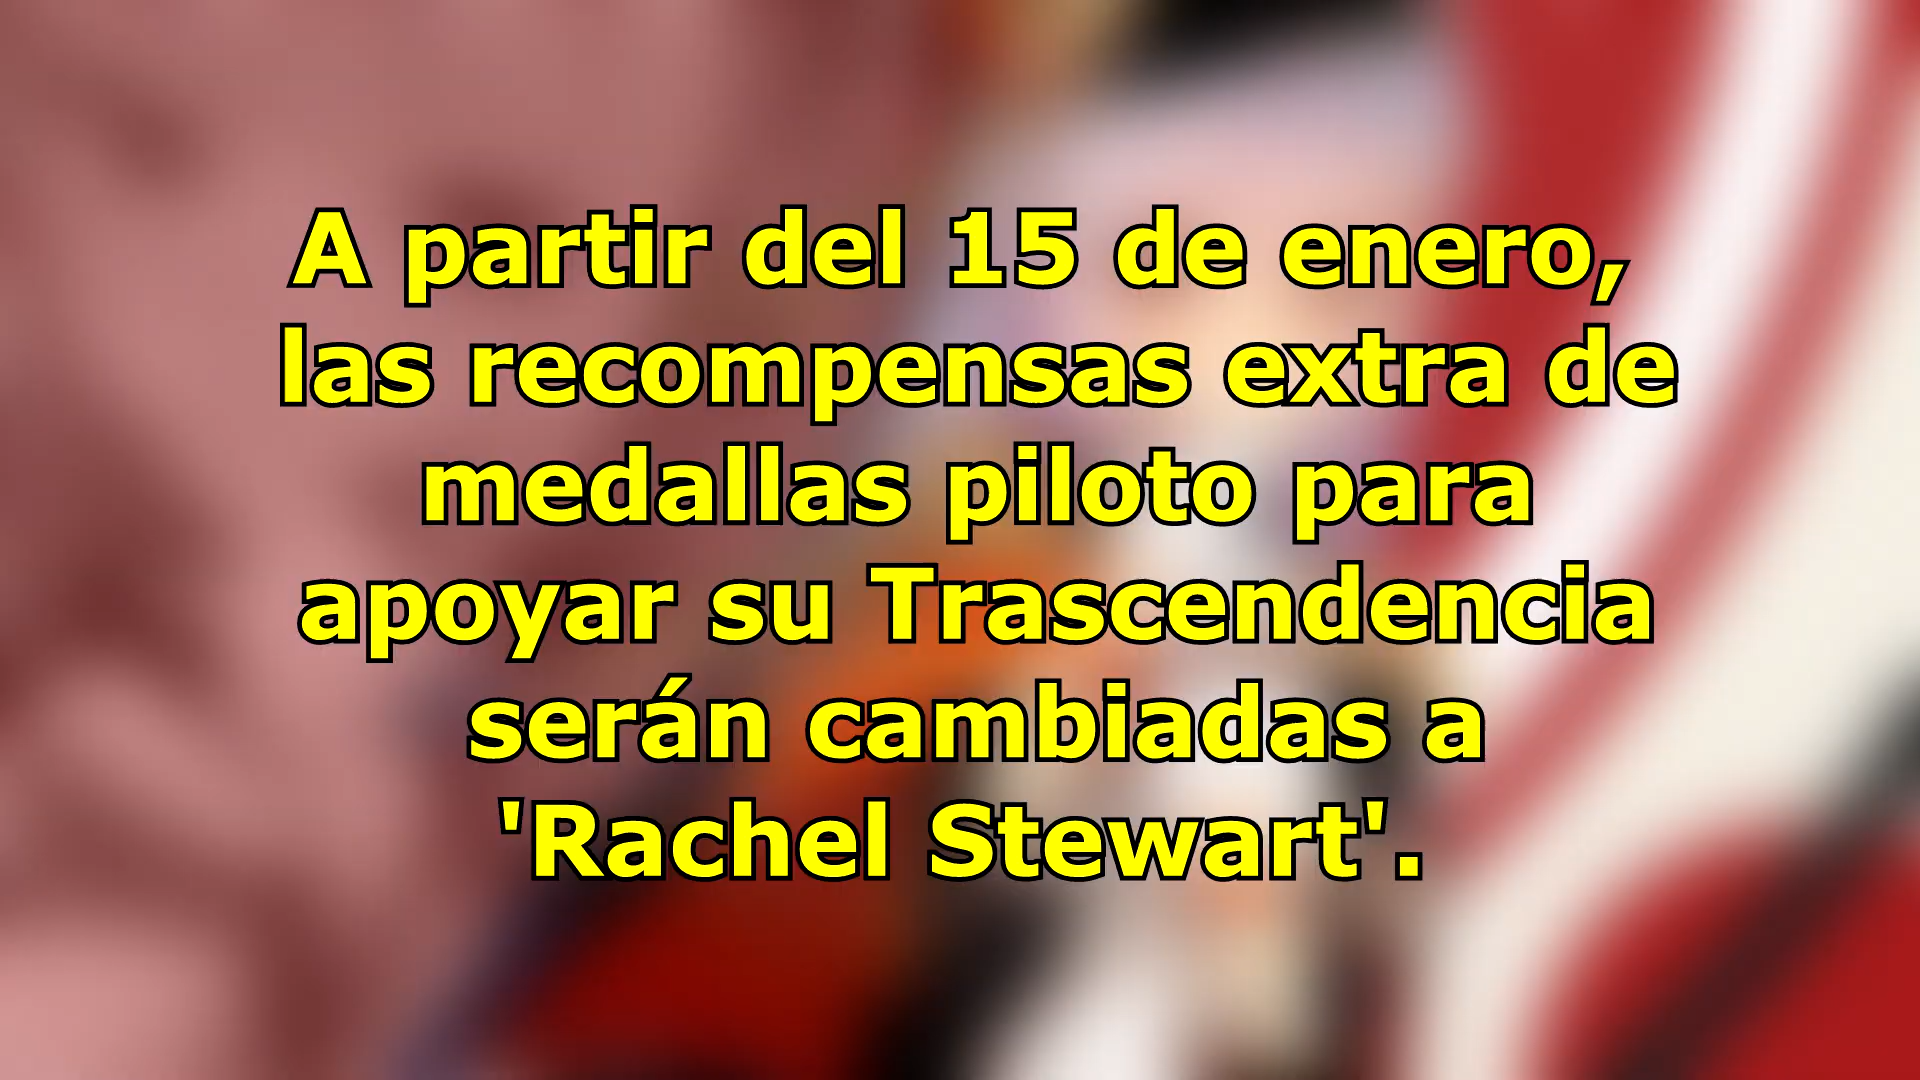 A partir del 15 de enero,
las recompensas extra de
medallas piloto para
apoyar su Trascendencia
serán cambiadas a
'Rachel Stewart'.